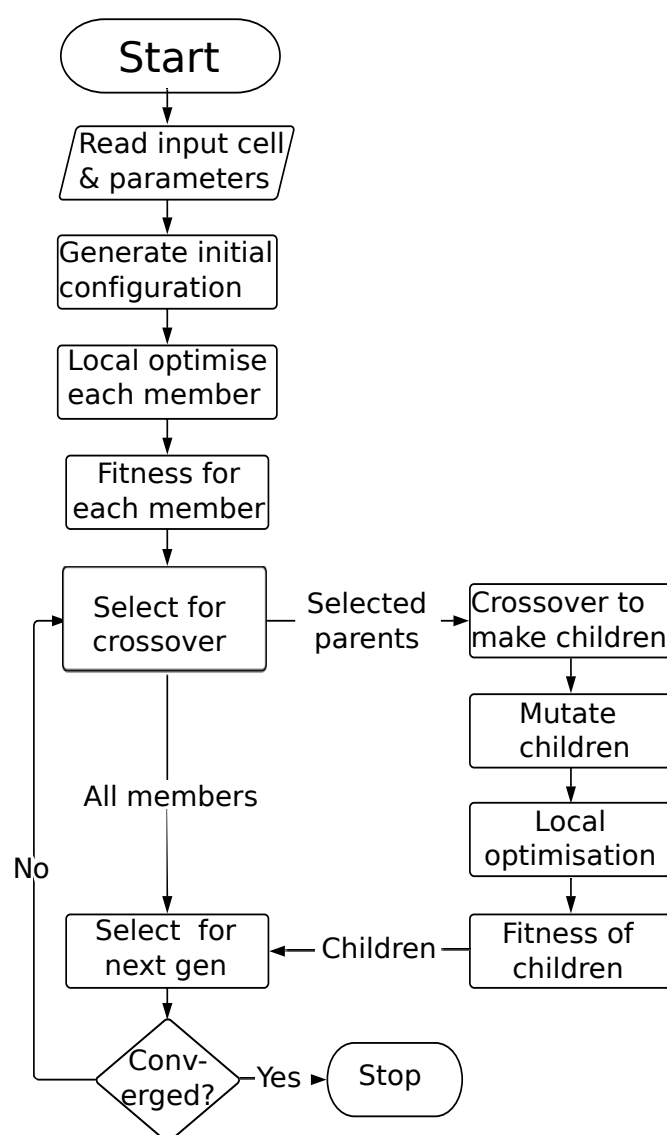 Start
Read input cell
& parameters
Generate initial
configuration
Local optimise
each member
Fitness for
each member
Select for
crossover
Selected
parents
Crossover to
make children
Mutate
children
Local
optimisation
Fitness of
children
Children
All members
Select for
next gen
No
Conv-
erged?
Yes
Stop